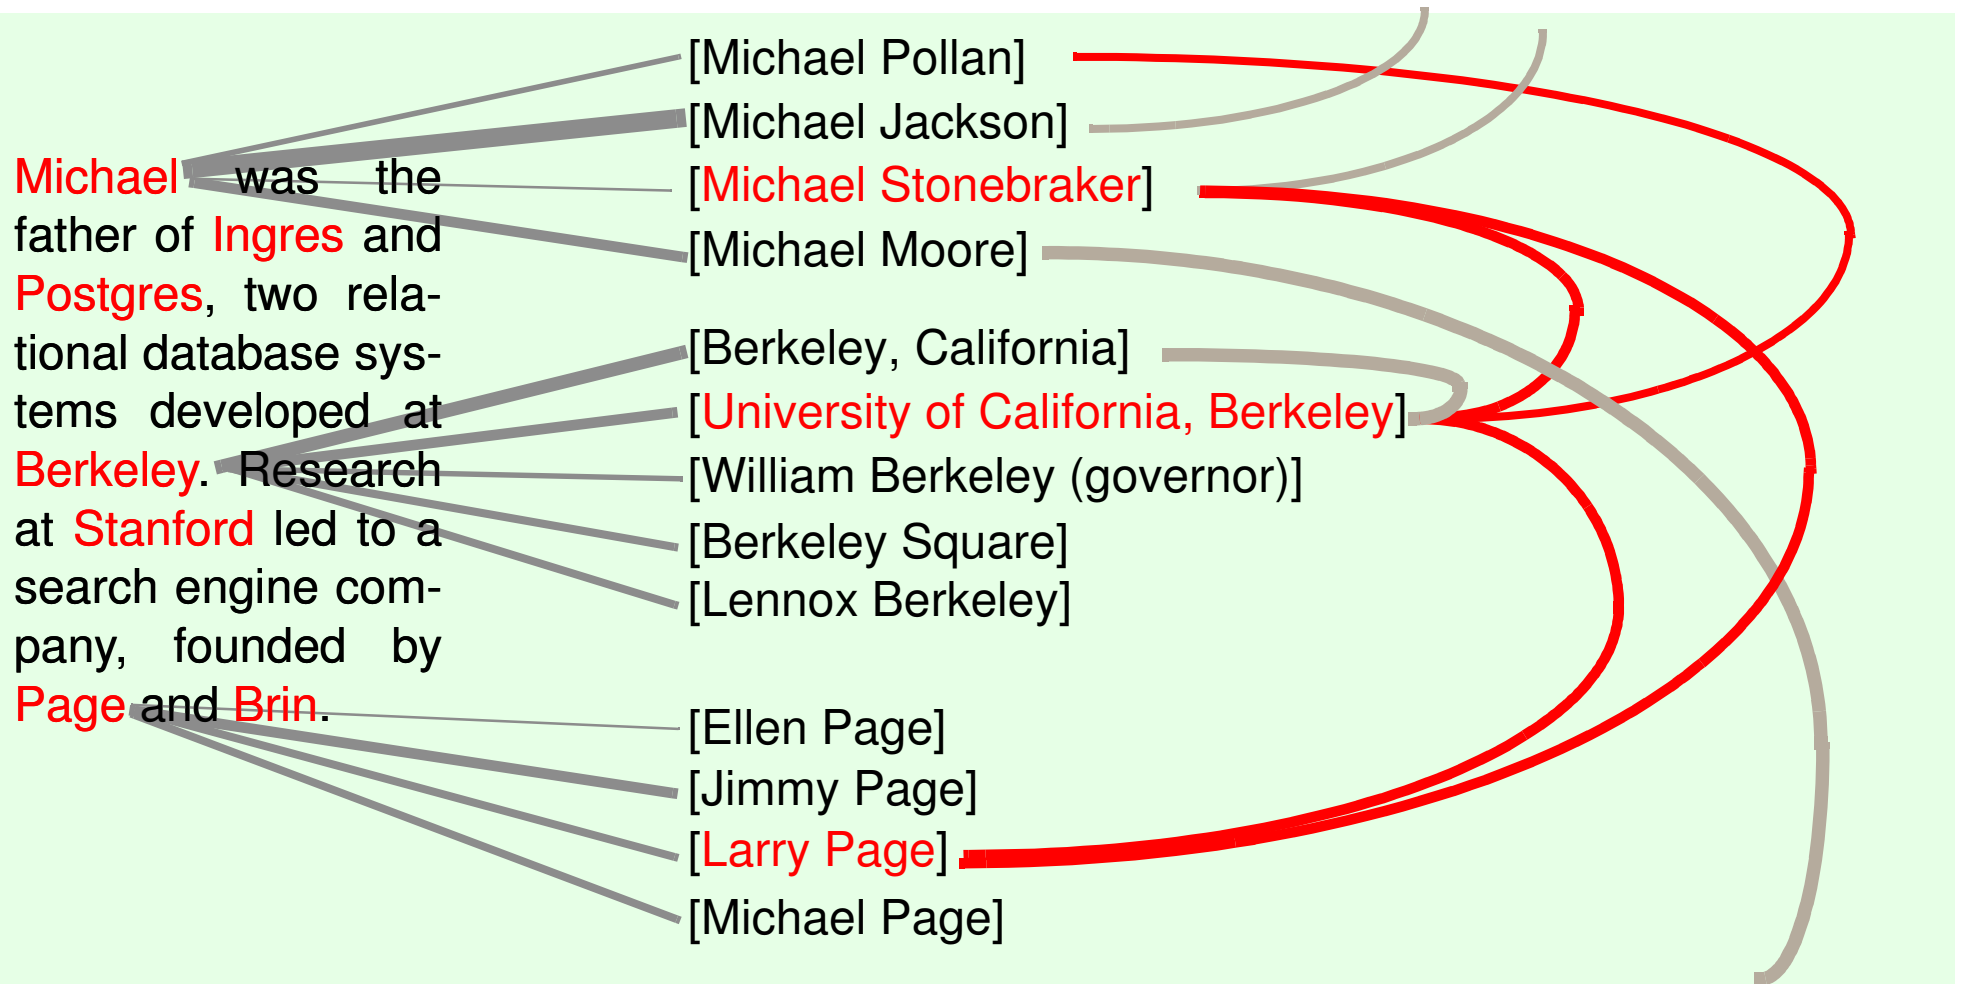 Michael was the
father of Ingres and
Postgres, two rela-
tional database sys-
tems developed at
Berkeley. Research
at Stanford led to a
search engine com-
pany, founded by
Page and Brin.
[Michael Pollan]
[Michael Jackson]
[Michael Stonebraker]
[Michael Moore]
[Berkeley, California]
[University of California, Berkeley]
[William Berkeley (governor)]
[Berkeley Square]
[Lennox Berkeley]
[Ellen Page]
[Jimmy Page]
[Larry Page]
[Michael Page]